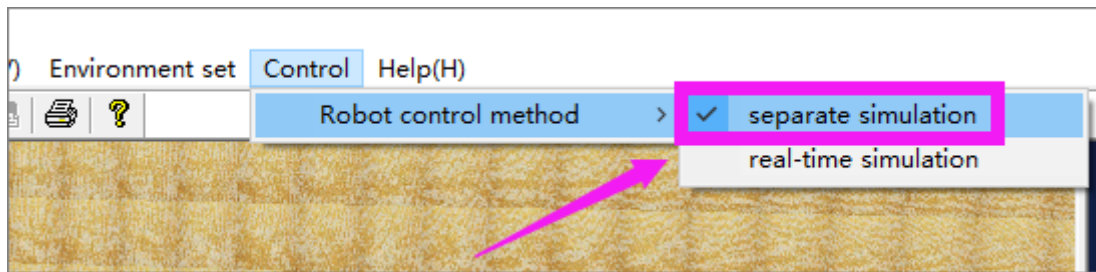 ) Environment set Control Help(H)
Robot control method > separate simulation
real-time simulation